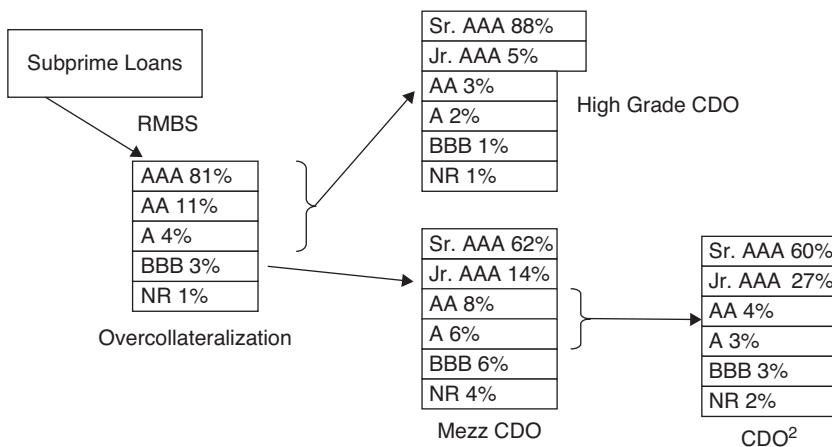 Subprime Loans
RMBS
AAA 81%
AA 11%
A 4%
BBB 3%
NR 1%
Overcollateralization
Sr. AAA 88%
Jr. AAA 5%
AA 3%
A 2%
BBB 1%
NR 1%
High Grade CDO
Sr. AAA 62%
Jr. AAA 14%
AA 8%
A 6%
BBB 6%
NR 4%
Mezz CDO
Sr. AAA 60%
Jr. AAA 27%
AA 4%
A 3%
BBB 3%
NR 2%
CDO²